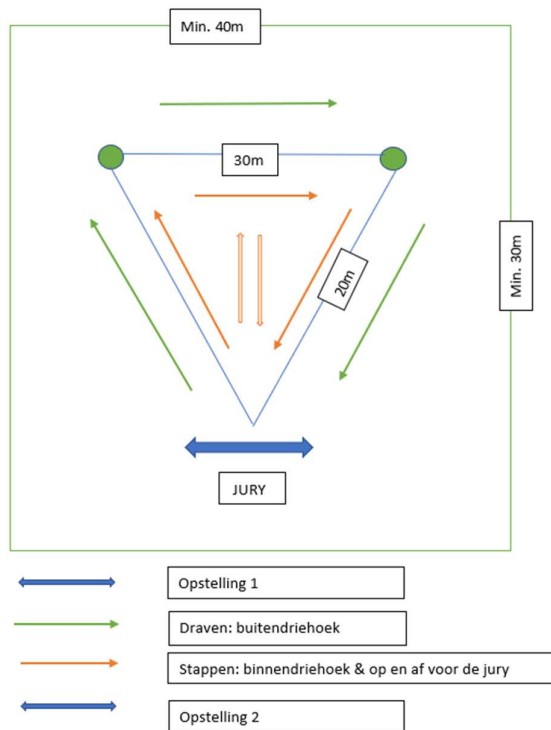 Min. 40m
30m
20m
Min. 30m
JURY
Opstelling 1
Draven: buitendriehoek
Stappen: binnendriehoek & op en af voor de jury
Opstelling 2